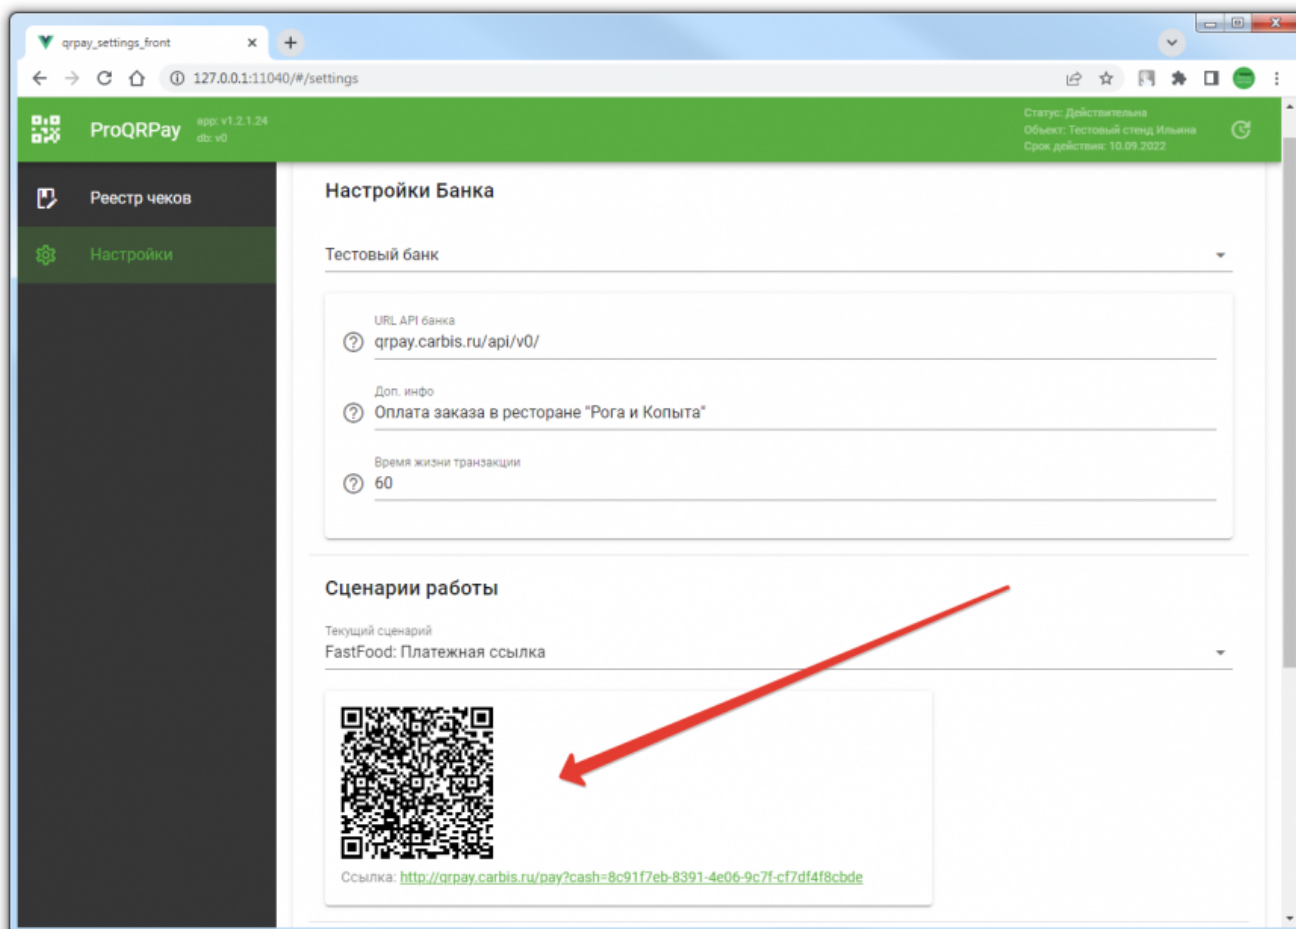 qrpay_settings_front
127.0.0.1:11040/#/settings
ProQRPay
app: v1.2.1.24
db: v0
Статус: Действительна
Объект: Тестовый стенд Ильина
Срок действия: 10.09.2022
Реестр чеков
Настройки
Настройки Банка
Тестовый банк
URL API банка
qrpay.carbis.ru/api/v0/
Доп. инфо
Оплата заказа в ресторане "Рога и Копыта"
Время жизни транзакции
60
Сценарии работы
Текущий сценарий
FastFood: Платежная ссылка
Ссылка: http://qrpay.carbis.ru/pay?cash=8c91f7eb-8391-4e06-9c7f-cf7df4f8cbde